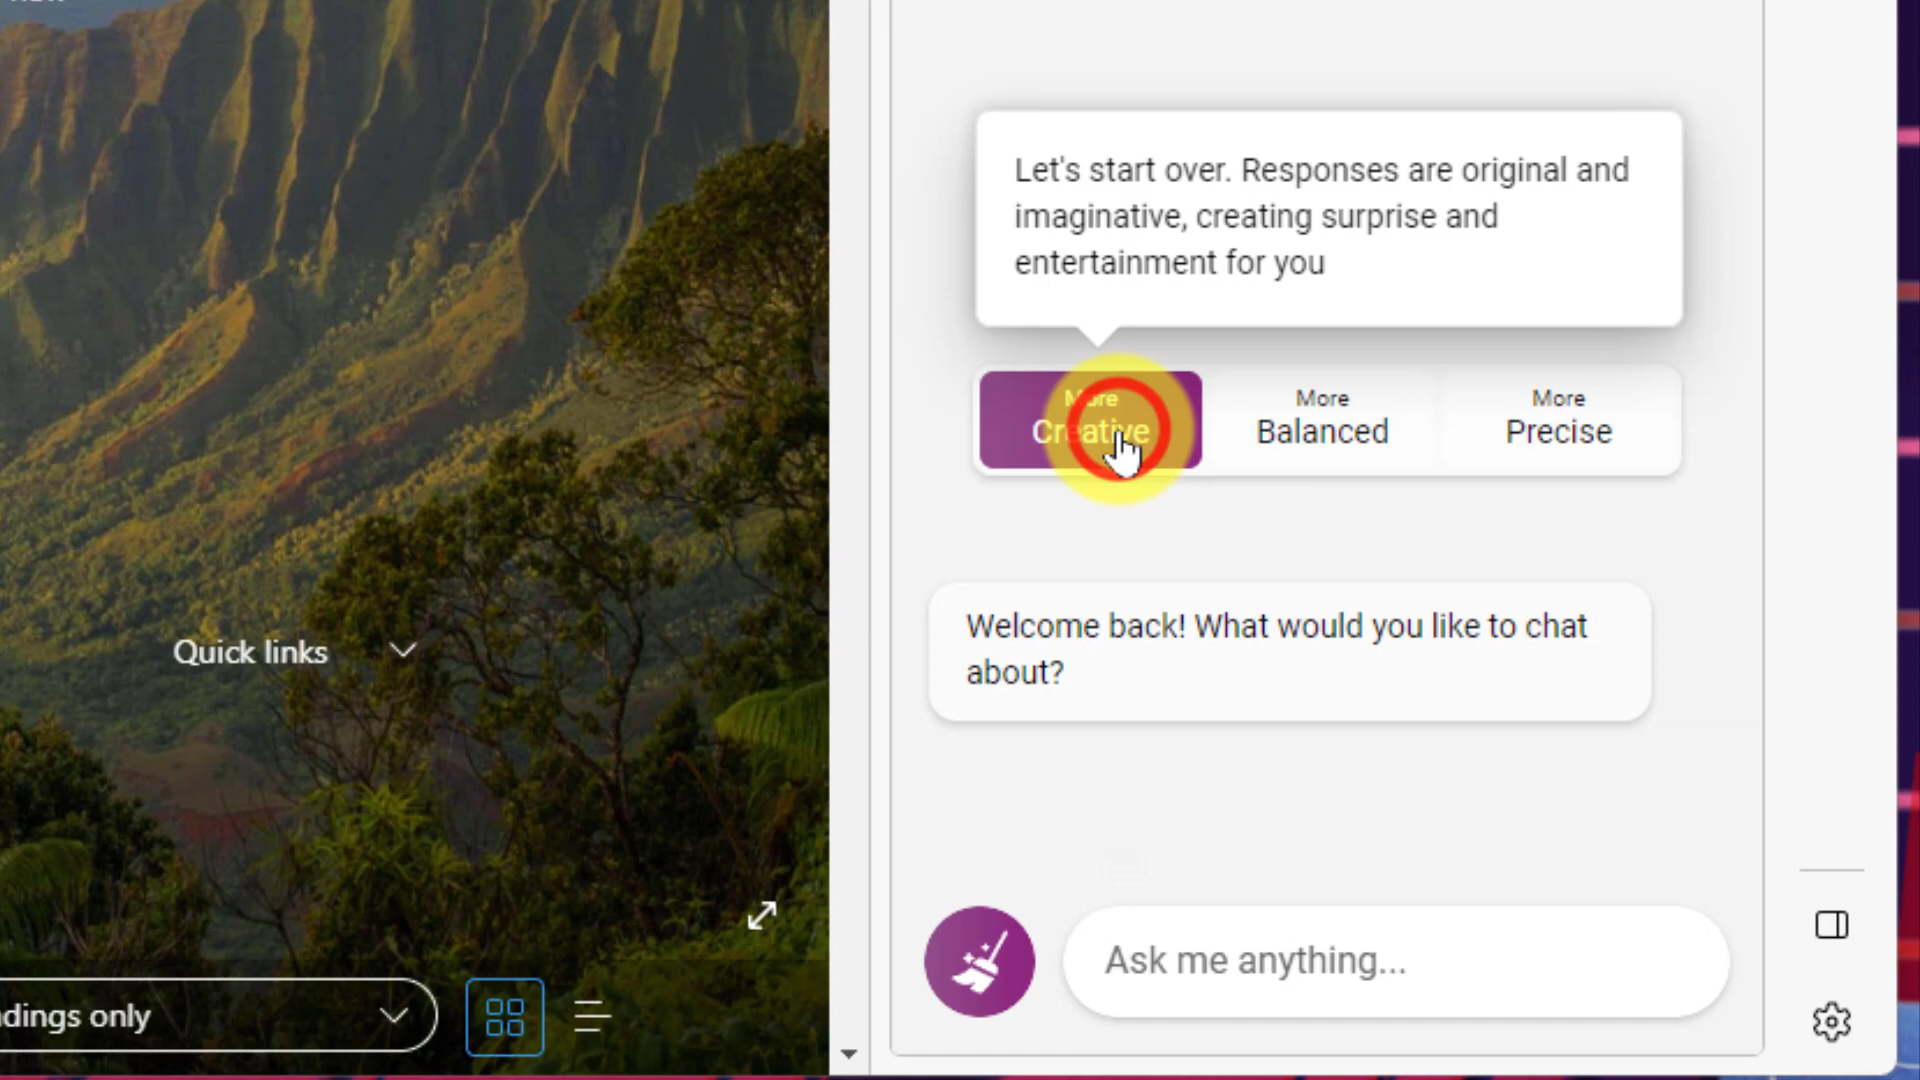 Let's start over. Responses are original and
imaginative, creating surprise and
entertainment for you
More
Creative
More
Balanced
More
Precise
Quick links
Welcome back! What would you like to chat
about?
Ask me anything...
dings only